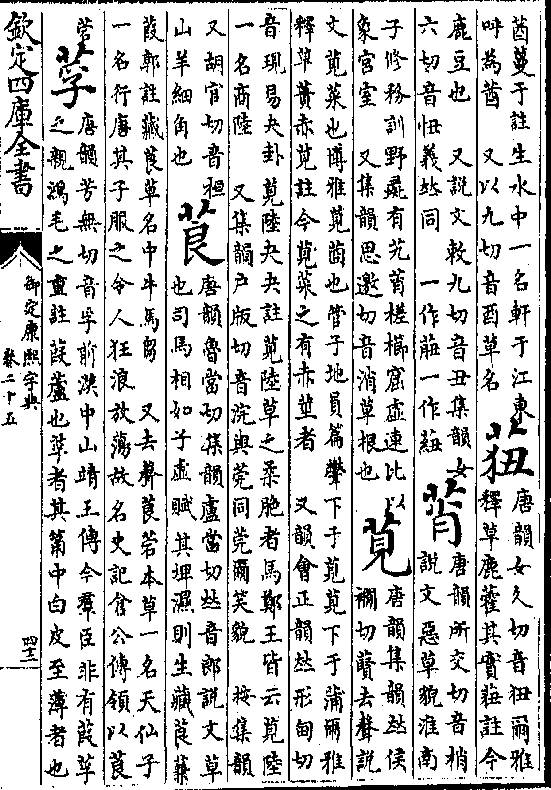 莤蔓于註生水中一名軒于江東
呼為莤　又以九切音酉草名
莥
唐韻女久切音狃爾雅
釋草鹿藿其實莥註今
鹿豆也　又說文敕九切音丑集韻女
六切音忸義𠀤同　一作莊一作䒖
莦
唐韻所交切音梢
說文惡草貌淮南
子修務訓野彘有艽莦槎櫛窟虛連比以
象宮室　又集韻思邀切音消草根也
莧
唐韻集韻𠀤侯
襉切蕒去聲說
文莧菜也博雅莧䔡也管子地員篇攣下于莧莧下于蒲爾雅
釋草蕢赤莧註今莧菜之有赤莖者　又韻會正韻𠀤形甸切
音現易夬卦莧陸夬夬註莧陸草之柔脆者馬鄭王皆云莧陸
一名商陸　又集韻戸版切音浣與莞同莞爾笑貌　按集韻
又胡官切音桓
山羊細角也
莨
唐韻魯當切集韻盧當切𠀤音郎說文草
也司馬相如子虛賦其埤濕則生藏莨蒹
葭郭註藏莨草名中牛馬芻　又去聲莨菪本草一名天仙子
一名行唐其子服之令人狂浪放蕩故名史記倉公傳領以莨
菪
莩
唐韻芳無切音孚前漢中山靖王傳今羣臣非有葭莩
之親鴻毛之重註葭蘆也莩者其筩中白皮至薄者也
欽定四庫全書
御定康熙字典
卷二十五
四三